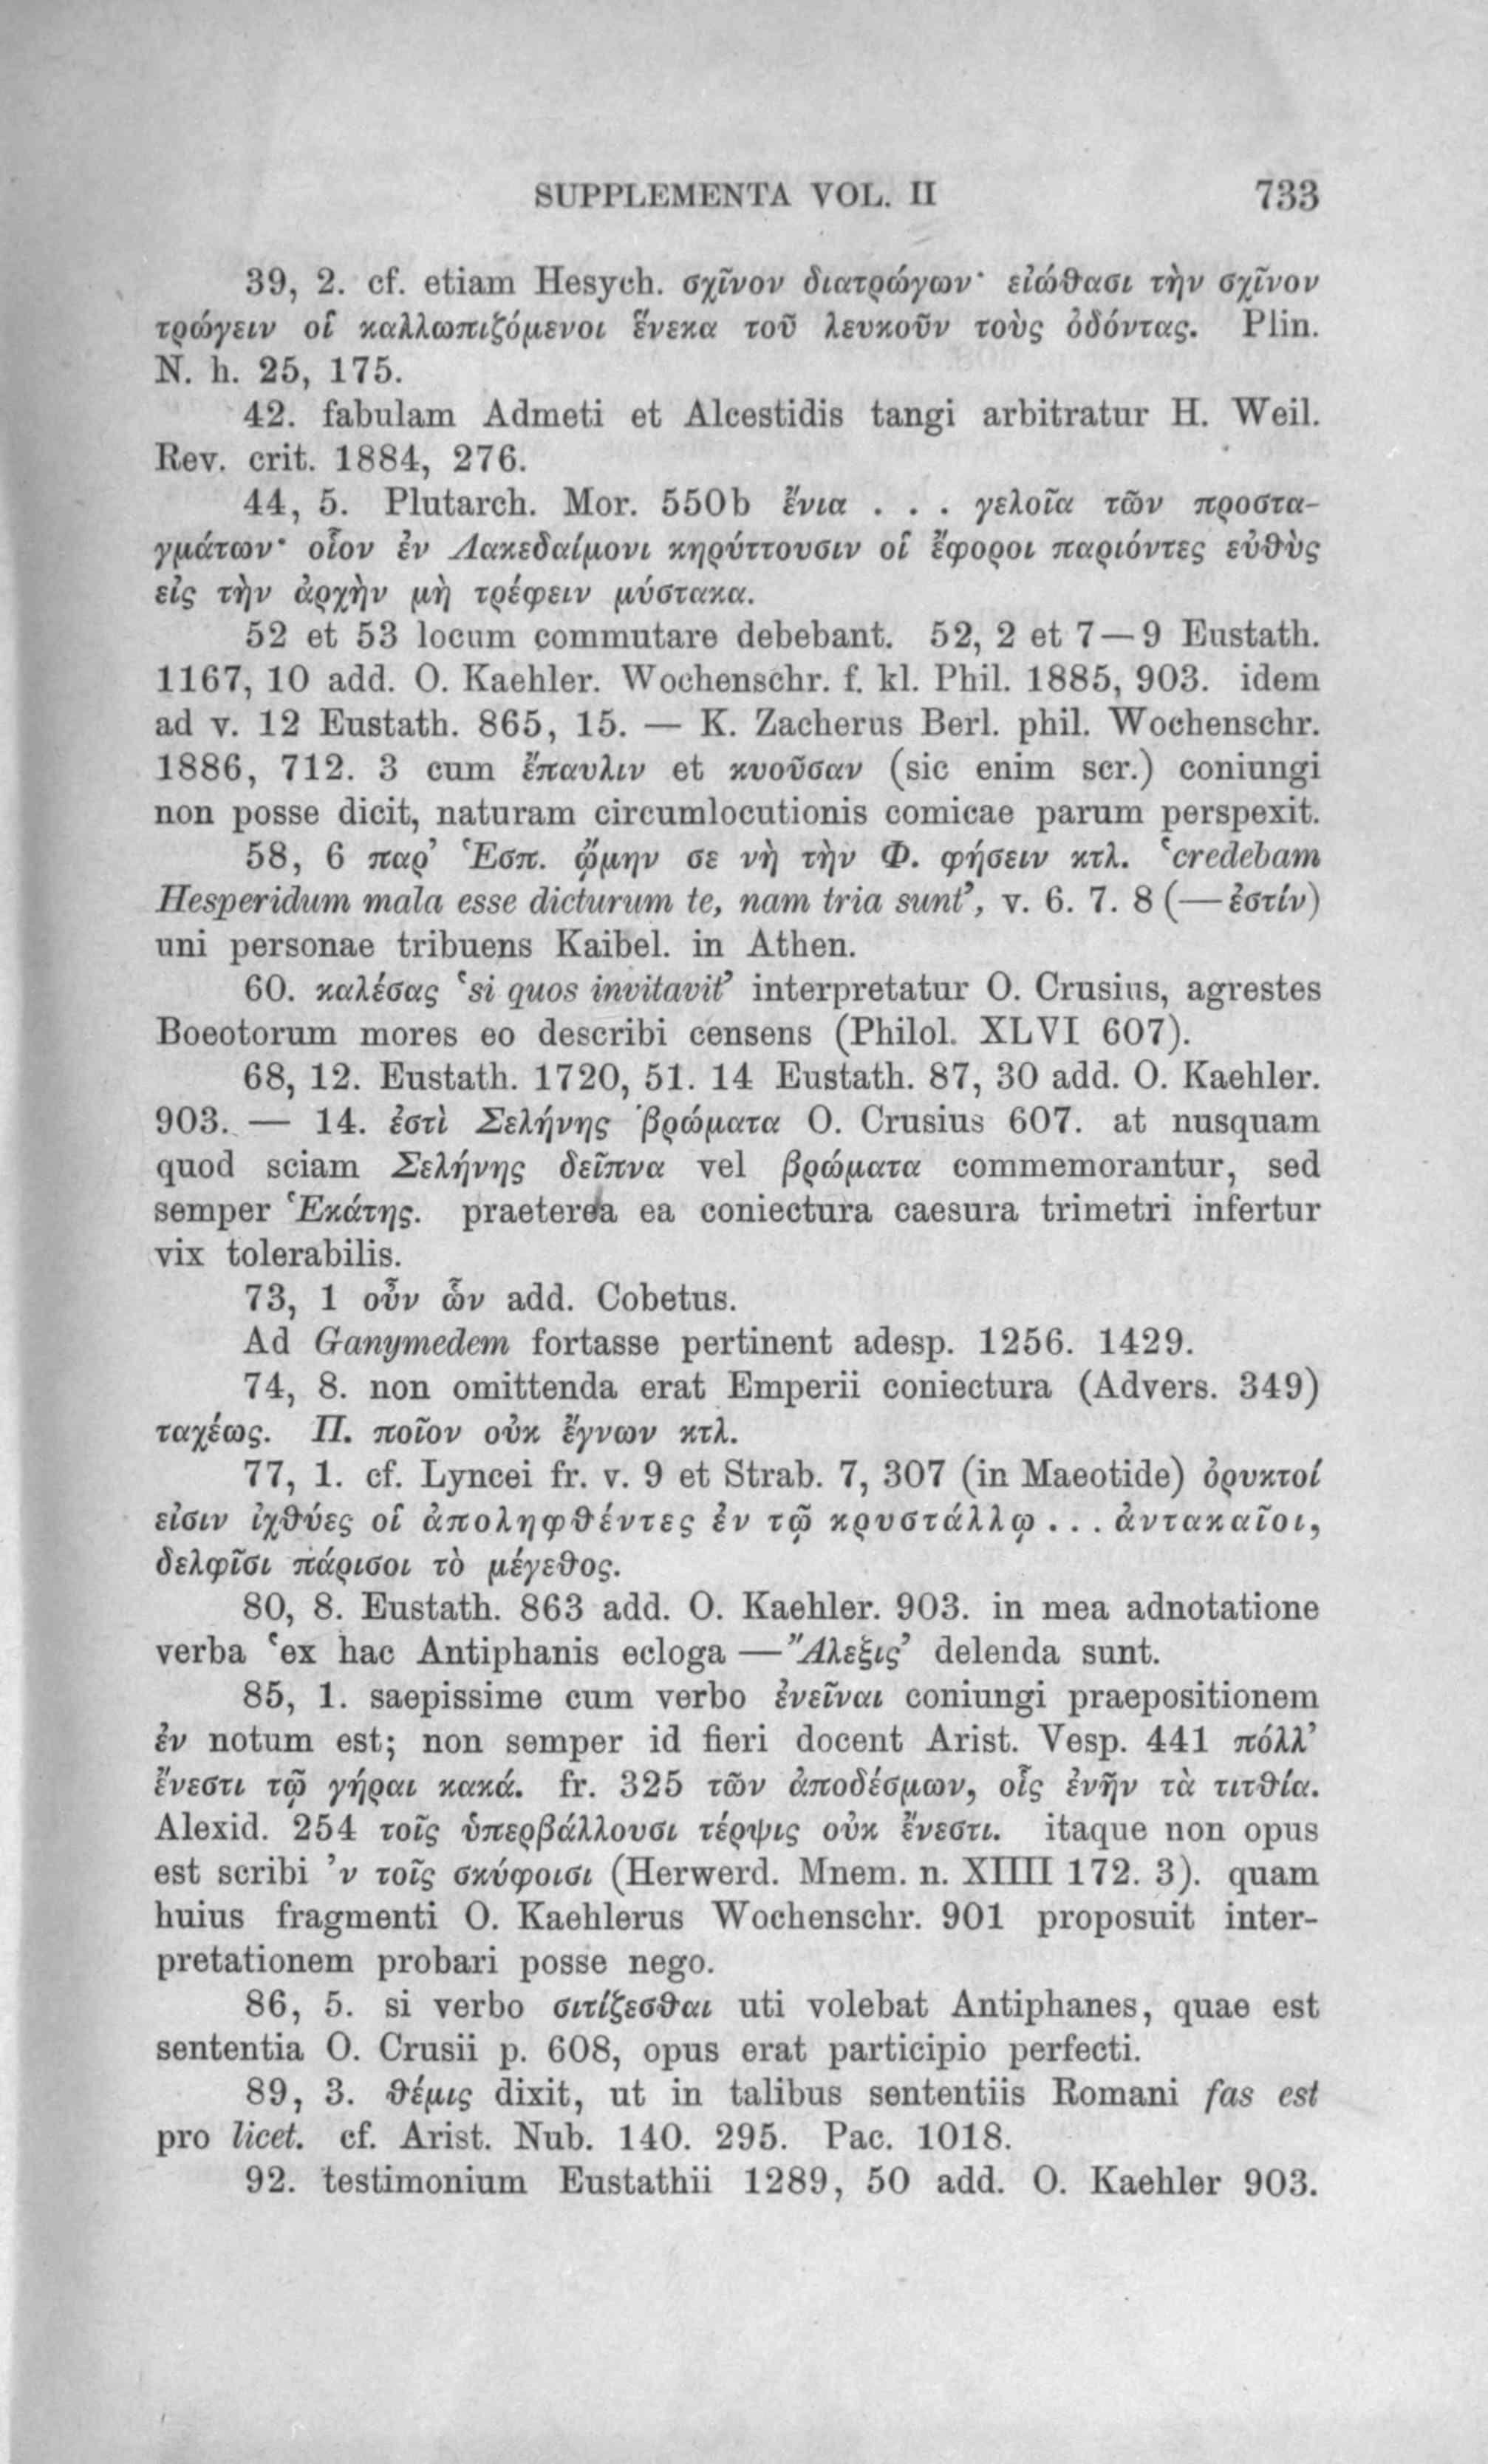 SUPPLEMENTA VOL. II 733
39, 2. cf. etiam Hesych. σχῖνον διατρώγων· εἰώθασι τὴν σχῖνον
τρώγειν οἱ καλλωπιζόμενοι ἕνεκα τοῦ λευκοῦν τοὺς ὀδόντας. Plin.
N. h. 25, 175.
42. fabulam Admeti et Alcestidis tangi arbitratur H. Weil.
Rev. crit. 1884, 276.
44, 5. Plutarch. Mor. 550b ἔνια . . . γελοῖα τῶν προστα-
γμάτων· οἷον ἐν Λακεδαίμονι κηρύττουσιν οἱ ἔφοροι παριόντες εὐθὺς
εἰς τὴν ἀρχὴν μὴ τρέφειν μύστακα.
52 et 53 locum commutare debebant. 52, 2 et 7—9 Eustath.
1167, 10 add. O. Kaehler. Wochenschr. f. kl. Phil. 1885, 903. idem
ad v. 12 Eustath. 865, 15. — K. Zacherus Berl. phil. Wochenschr.
1886, 712. 3 cum ἔπαυλιν et κυοῦσαν (sic enim scr.) coniungi
non posse dicit, naturam circumlocutionis comicae parum perspexit.
58, 6 παρ’ Ἑσπ. ᾤμην σε νὴ τὴν Φ. φήσειν κτλ. ‘credebam
Hesperidum mala esse dicturum te, nam tria sunt’, v. 6. 7. 8 (—ἐστίν)
uni personae tribuens Kaibel. in Athen.
60. καλέσας ‘si quos invitavit’ interpretatur O. Crusius, agrestes
Boeotorum mores eo describi censens (Philol. XLVI 607).
68, 12. Eustath. 1720, 51. 14 Eustath. 87, 30 add. O. Kaehler.
903. — 14. ἐστὶ Σελήνης βρώματα O. Crusius 607. at nusquam
quod sciam Σελήνης δεῖπνα vel βρώματα commemorantur, sed
semper Ἑκάτης. praeterea ea coniectura caesura trimetri infertur
vix tolerabilis.
73, 1 οὖν ὧν add. Cobetus.
Ad Ganymedem fortasse pertinent adesp. 1256. 1429.
74, 8. non omittenda erat Emperii coniectura (Advers. 349)
ταχέως. Π. ποῖον οὐκ ἔγνων κτλ.
77, 1. cf. Lyncei fr. v. 9 et Strab. 7, 307 (in Maeotide) ὀρυκτοί
εἰσιν ἰχθύες οἱ ἀποληφθέντες ἐν τῷ κρυστάλλῳ . . . ἀντακαῖοι,
δελφῖσι πάρισοι τὸ μέγεθος.
80, 8. Eustath. 863 add. O. Kaehler. 903. in mea adnotatione
verba ‘ex hac Antiphanis ecloga — Ἄλεξις’ delenda sunt.
85, 1. saepissime cum verbo ἐνεῖναι coniungi praepositionem
ἐν notum est; non semper id fieri docent Arist. Vesp. 441 πόλλ’
ἔνεστι τῷ γήραι κακά. fr. 325 τῶν ἀποδέσμων, οἷς ἐνῆν τὰ τιτθία.
Alexid. 254 τοῖς ὑπερβάλλουσι τέρψις οὐκ ἔνεστι. itaque non opus
est scribi ’ν τοῖς σκύφοισι (Herwerd. Mnem. n. XIIII 172. 3). quam
huius fragmenti O. Kaehlerus Wochenschr. 901 proposuit inter-
pretationem probari posse nego.
86, 5. si verbo σιτίζεσθαι uti volebat Antiphanes, quae est
sententia O. Crusii p. 608, opus erat participio perfecti.
89, 3. θέμις dixit, ut in talibus sententiis Romani fas est
pro licet. cf. Arist. Nub. 140. 295. Pac. 1018.
92. testimonium Eustathii 1289, 50 add. O. Kaehler 903.